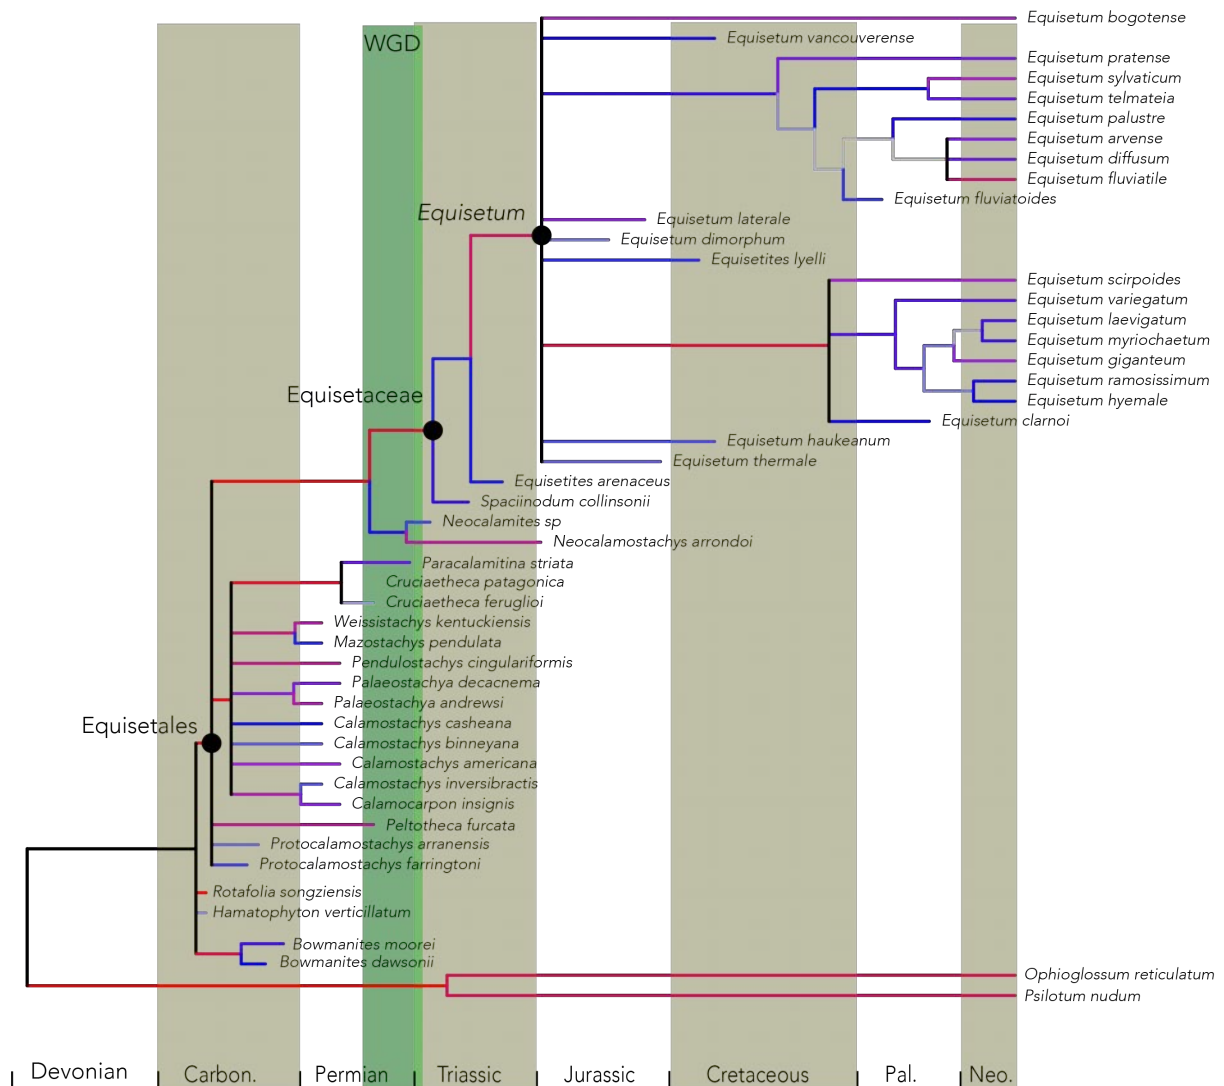 Equisetum bogotense
WGD
Equisetum vancouverense
Equisetum pratense
Equisetum sylvaticum
Equisetum telmateia
Equisetum palustre
Equisetum arvense
Equisetum diffusum
Equisetum fluviatile
Equisetum fluviatoides
Equisetum
Equisetum laterale
Equisetum dimorphum
Equisetites lyelli
Equisetum scirpoides
Equisetum variegatum
Equisetum laevigatum
Equisetum myriochaetum
Equisetum giganteum
Equisetum ramosissimum
Equisetaceae
Equisetum hyemale
Equisetum clarnoi
Equisetum haukeanum
Equisetum thermale
Equisetites arenaceus
Spaciinodum collinsonii
Neocalamites sp
Neocalamostachys arrondoi
Paracalamitina striata
Cruciaetheca patagonica
Cruciaetheca feruglioi
Weissistachys kentuckiensis
Mazostachys pendulata
Pendulostachys cingulariformis
Palaeostachya decacnema
Palaeostachya andrewsi
Equisetales
Calamostachys casheana
Calamostachys binneyana
Calamostachys americana
Calamostachys inversibractis
Calamocarpon insignis
Peltotheca furcata
Protocalamostachys arranensis
Protocalamostachys farringtoni
Rotafolia songziensis
Hamatophyton verticillatum
Bowmanites moorei
Bowmanites dawsonii
Ophioglossum reticulatum
Psilotum nudum
Devonian Carbon. Permian Triassic Jurassic Cretaceous Pal. Neo.